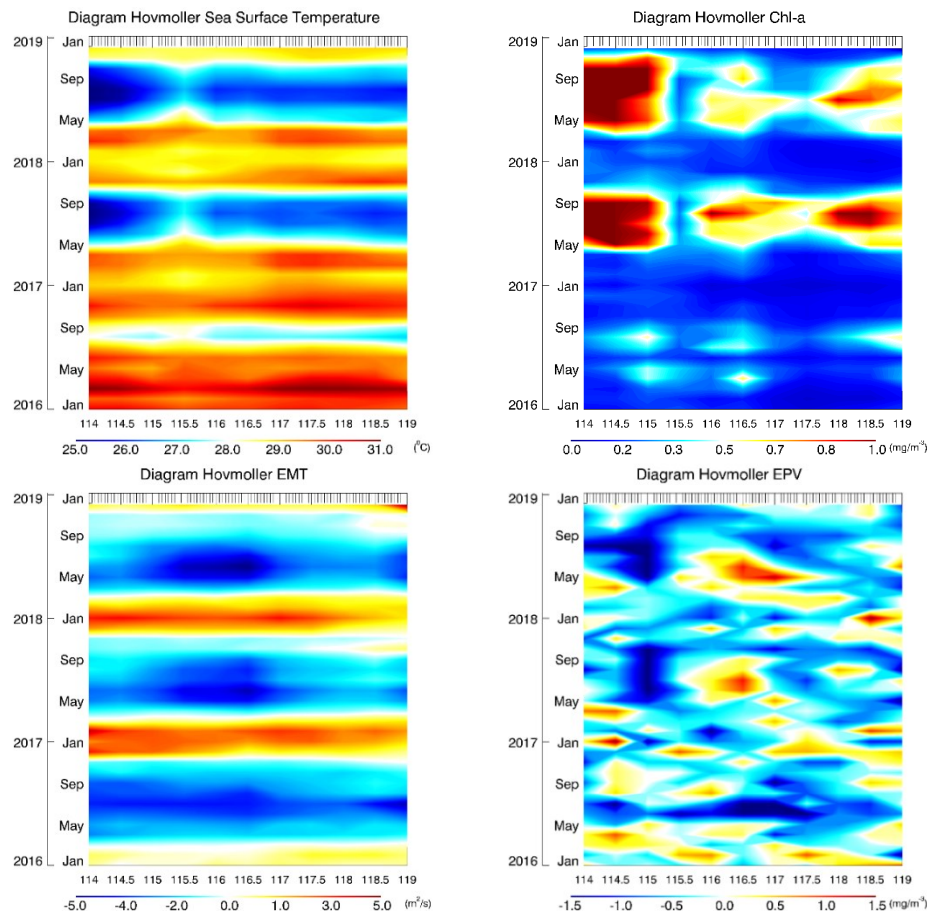 Diagram Hovmoller Sea Surface Temperature
2019 Jan
Sep
May
2018 Jan
Sep
May
2017 Jan
Sep
May
2016 Jan
114 114.5 115 115.5 116 116.5 117 117.5 118 118.5 119
25.0 26.0 27.0 28.0 29.0 30.0 31.0 (°C)
Diagram Hovmoller Chl-a
2019 Jan
Sep
May
2018 Jan
Sep
May
2017 Jan
Sep
May
2016 Jan
114 114.5 115 115.5 116 116.5 117 117.5 118 118.5 119
0.0 0.2 0.3 0.5 0.7 0.8 1.0 (mg/m⁻³)
Diagram Hovmoller EMT
2019 Jan
Sep
May
2018 Jan
Sep
May
2017 Jan
Sep
May
2016 Jan
114 114.5 115 115.5 116 116.5 117 117.5 118 118.5 119
-5.0 -4.0 -2.0 0.0 2.0 4.0 5.0 (m²/s)
Diagram Hovmoller EPV
2019 Jan
Sep
May
2018 Jan
Sep
May
2017 Jan
Sep
May
2016 Jan
114 114.5 115 115.5 116 116.5 117 117.5 118 118.5 119
-1.5 -1.0 -0.5 0.0 0.5 1.0 1.5 (mg/m⁻³)